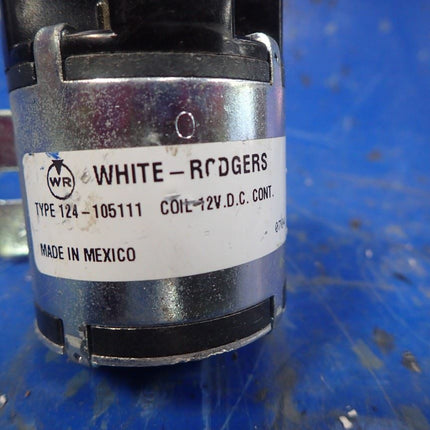 O
WR WHITE-RODGERS
TYPE 124-105111 COIL-12V.D.C. CONT.
MADE IN MEXICO